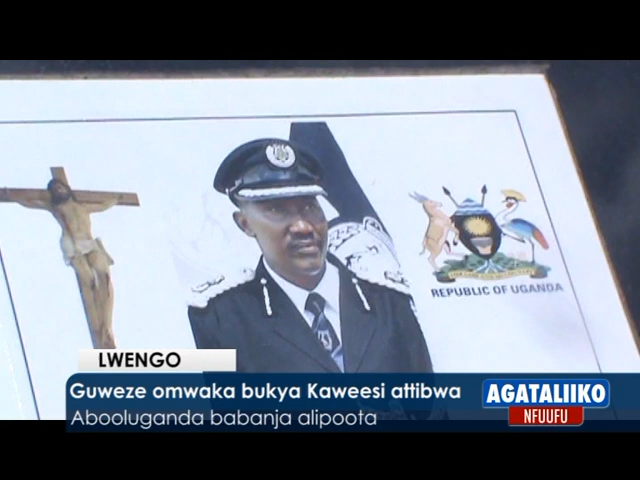 REPUBLIC OF UGANDA
LWENGO
Guweze omwaka bukya Kaweesi attibwa
Abooluganda babanja alipoota
AGATALIIKO
NFUUFU